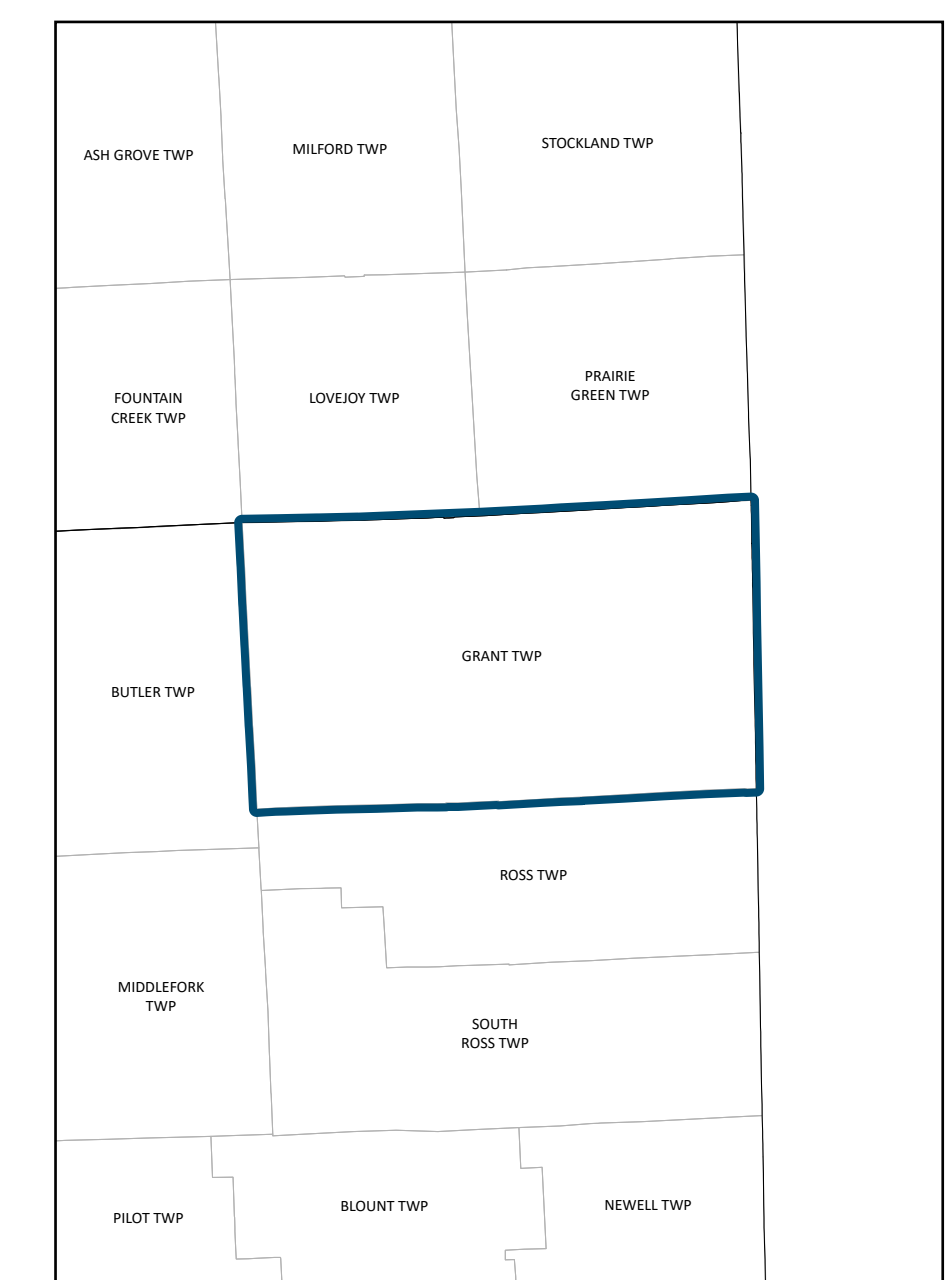 ASH GROVE TWP
MILFORD TWP
STOCKLAND TWP
FOUNTAIN
CREEK TWP
LOVEJOY TWP
PRAIRIE
GREEN TWP
BUTLER TWP
GRANT TWP
ROSS TWP
MIDDLEFORK
TWP
SOUTH
ROSS TWP
PILOT TWP
BLOUNT TWP
NEWELL TWP